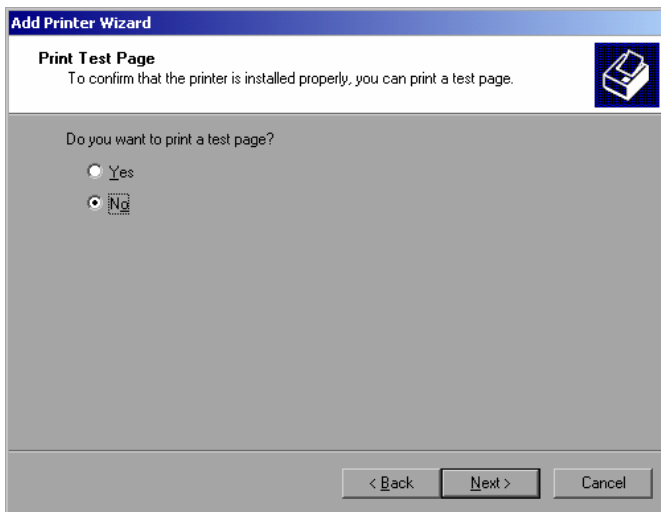 Add Printer Wizard
Print Test Page
To confirm that the printer is installed properly, you can print a test page.
Do you want to print a test page?
Yes
No
< Back
Next >
Cancel